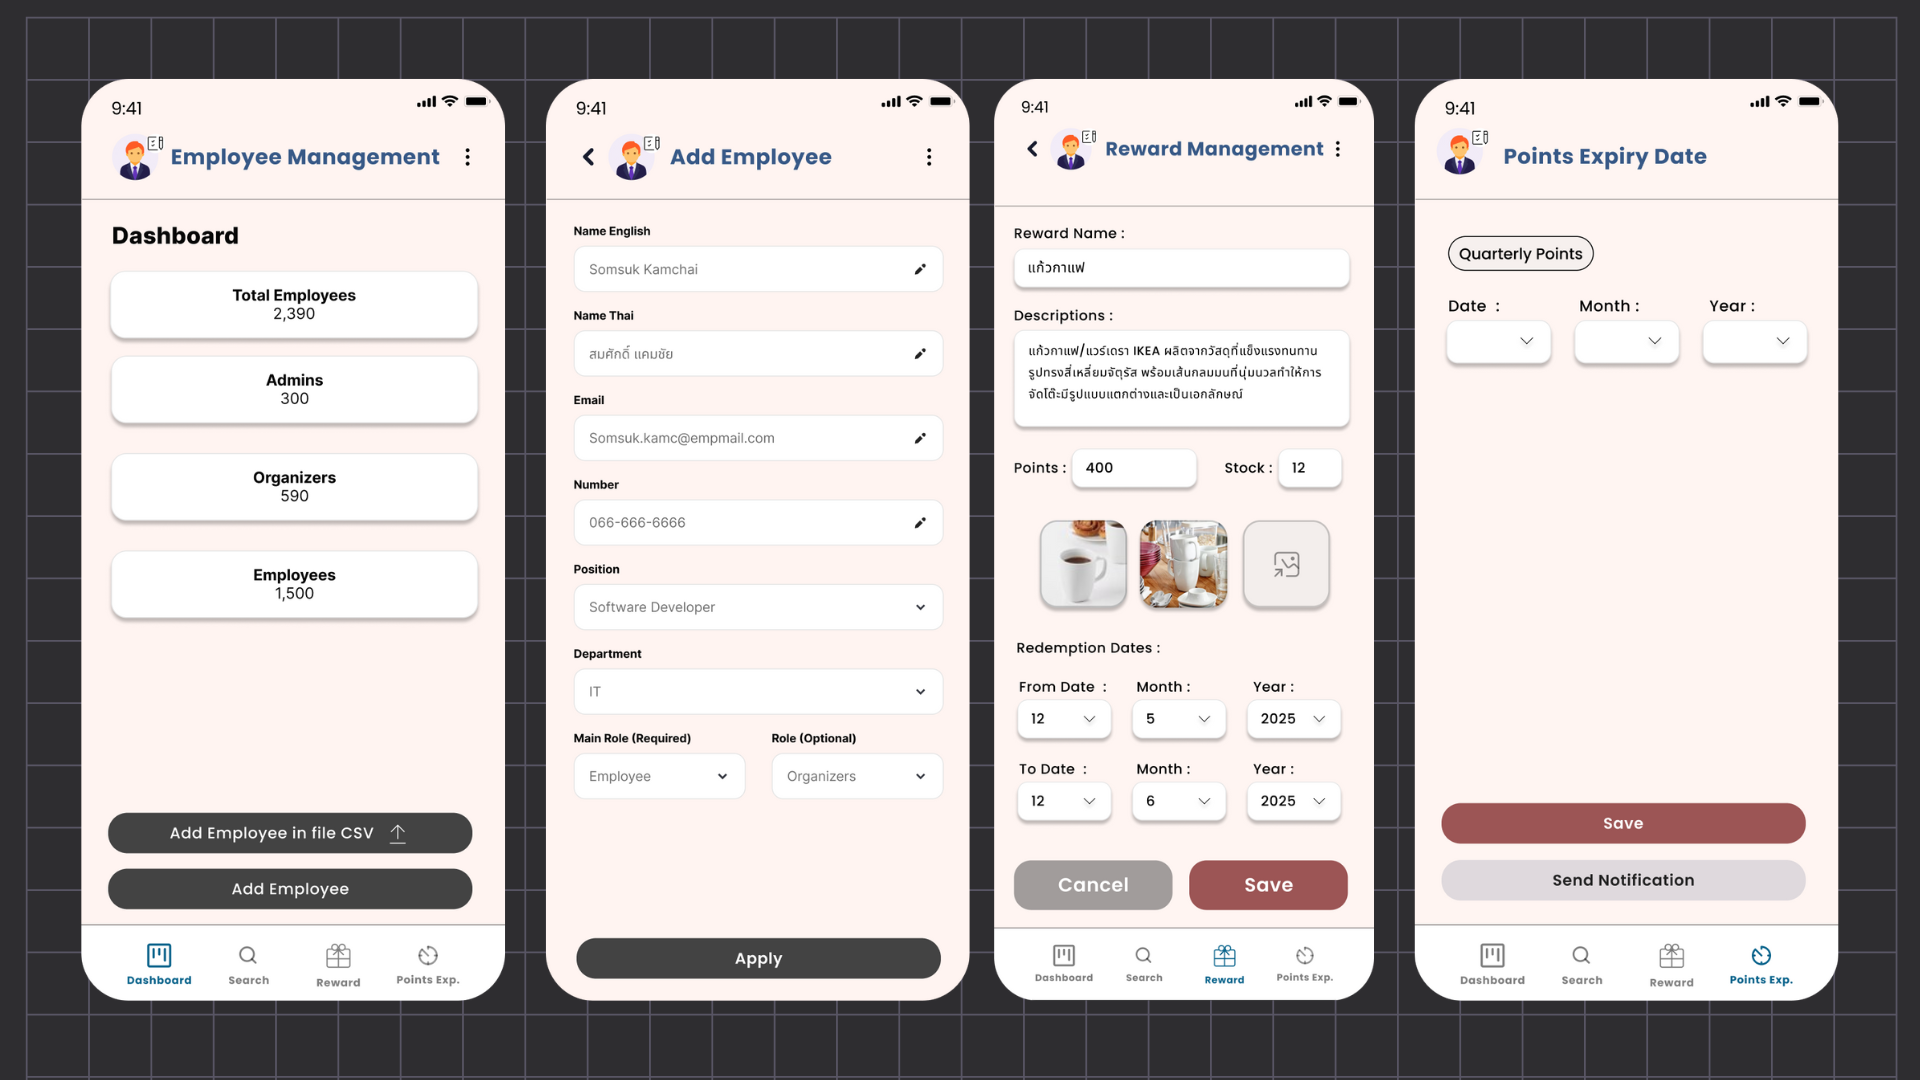 9:41
Employee Management
Dashboard
Total Employees
2,390
Admins
300
Organizers
590
Employees
1,500
Add Employee in file CSV
Add Employee
Dashboard
Search
Reward
Points Exp.
9:41
Add Employee
Name English
Somsuk Kamchai
Name Thai
สมศักดิ์ แคมชัย
Email
Somsuk.kamc@empmail.com
Number
066-666-6666
Position
Software Developer
Department
IT
Main Role (Required)
Role (Optional)
Employee
Organizers
Apply
9:41
Reward Management
Reward Name :
แก้วกาแฟ
Descriptions :
แก้วกาแฟ/แวร์เดรา IKEA ผลิตจากวัสดุที่แข็งแรงทนทาน
รูปทรงสี่เหลี่ยมจัตุรัส พร้อมเส้นกลมมนที่นุ่มนวลทำให้การ
จัดโต๊ะมีรูปแบบแตกต่างและเป็นเอกลักษณ์
Points : 400 Stock : 12
Redemption Dates :
From Date : Month : Year :
12 5 2025
To Date : Month : Year :
12 6 2025
Cancel
Save
Dashboard
Search
Reward
Points Exp.
9:41
Points Expiry Date
Quarterly Points
Date : Month : Year :
Save
Send Notification
Dashboard
Search
Reward
Points Exp.